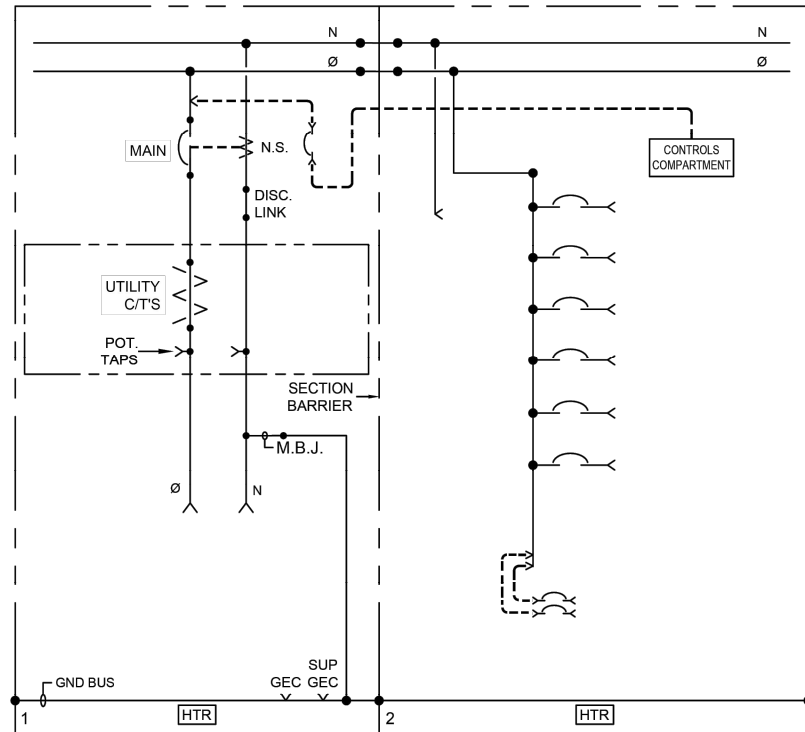 N
N
Ø
Ø
MAIN
N.S.
CONTROLS
COMPARTMENT
DISC.
LINK
UTILITY
C/T'S
POT.
TAPS
SECTION
BARRIER
M.B.J.
Ø
N
SUP
GND BUS
GEC
GEC
1
HTR
2
HTR